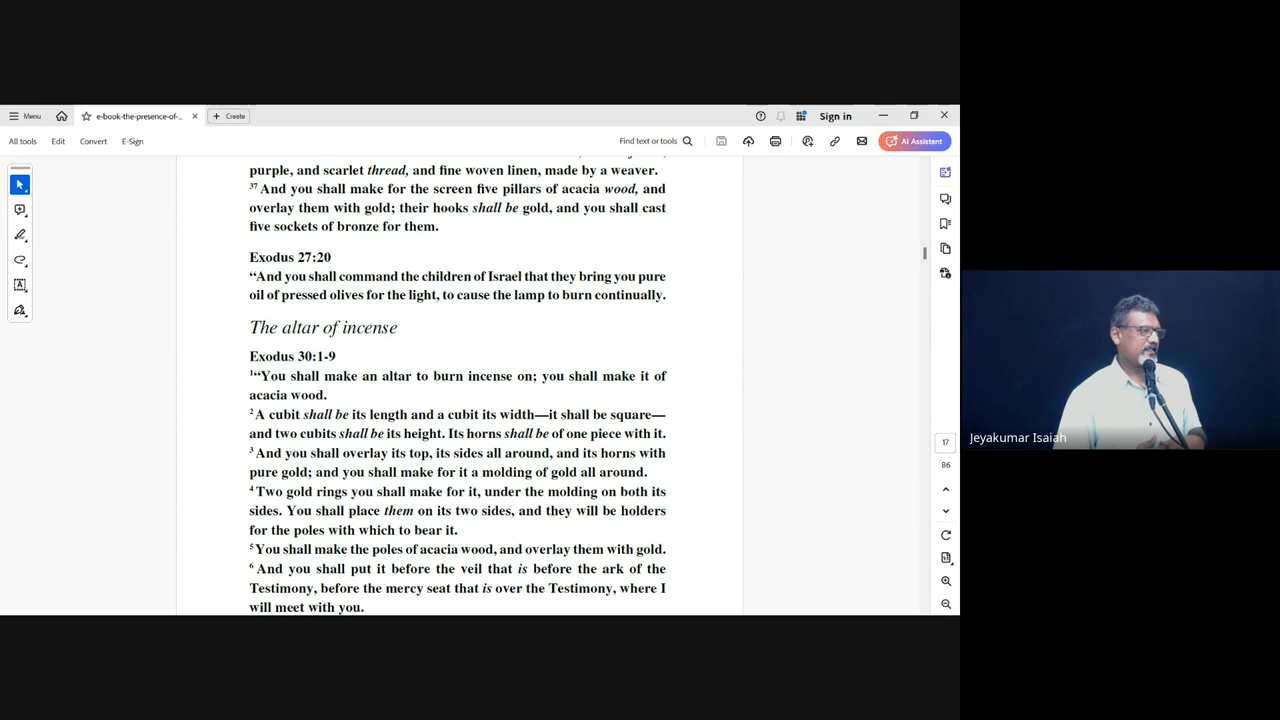 Menu
e-book-the-presence-of-...
Create
Sign in
All tools
Edit
Convert
E-Sign
Find text or tools
AI Assistant
purple, and scarlet thread, and fine woven linen, made by a weaver.
37 And you shall make for the screen five pillars of acacia wood, and
overlay them with gold; their hooks shall be gold, and you shall cast
five sockets of bronze for them.
Exodus 27:20
“And you shall command the children of Israel that they bring you pure
oil of pressed olives for the light, to cause the lamp to burn continually.
The altar of incense
Exodus 30:1-9
1“You shall make an altar to burn incense on; you shall make it of
acacia wood.
2 A cubit shall be its length and a cubit its width—it shall be square—
and two cubits shall be its height. Its horns shall be of one piece with it.
3 And you shall overlay its top, its sides all around, and its horns with
pure gold; and you shall make for it a molding of gold all around.
4 Two gold rings you shall make for it, under the molding on both its
sides. You shall place them on its two sides, and they will be holders
for the poles with which to bear it.
5 You shall make the poles of acacia wood, and overlay them with gold.
6 And you shall put it before the veil that is before the ark of the
Testimony, before the mercy seat that is over the Testimony, where I
will meet with you.
17
86
Jeyakumar Isaiah